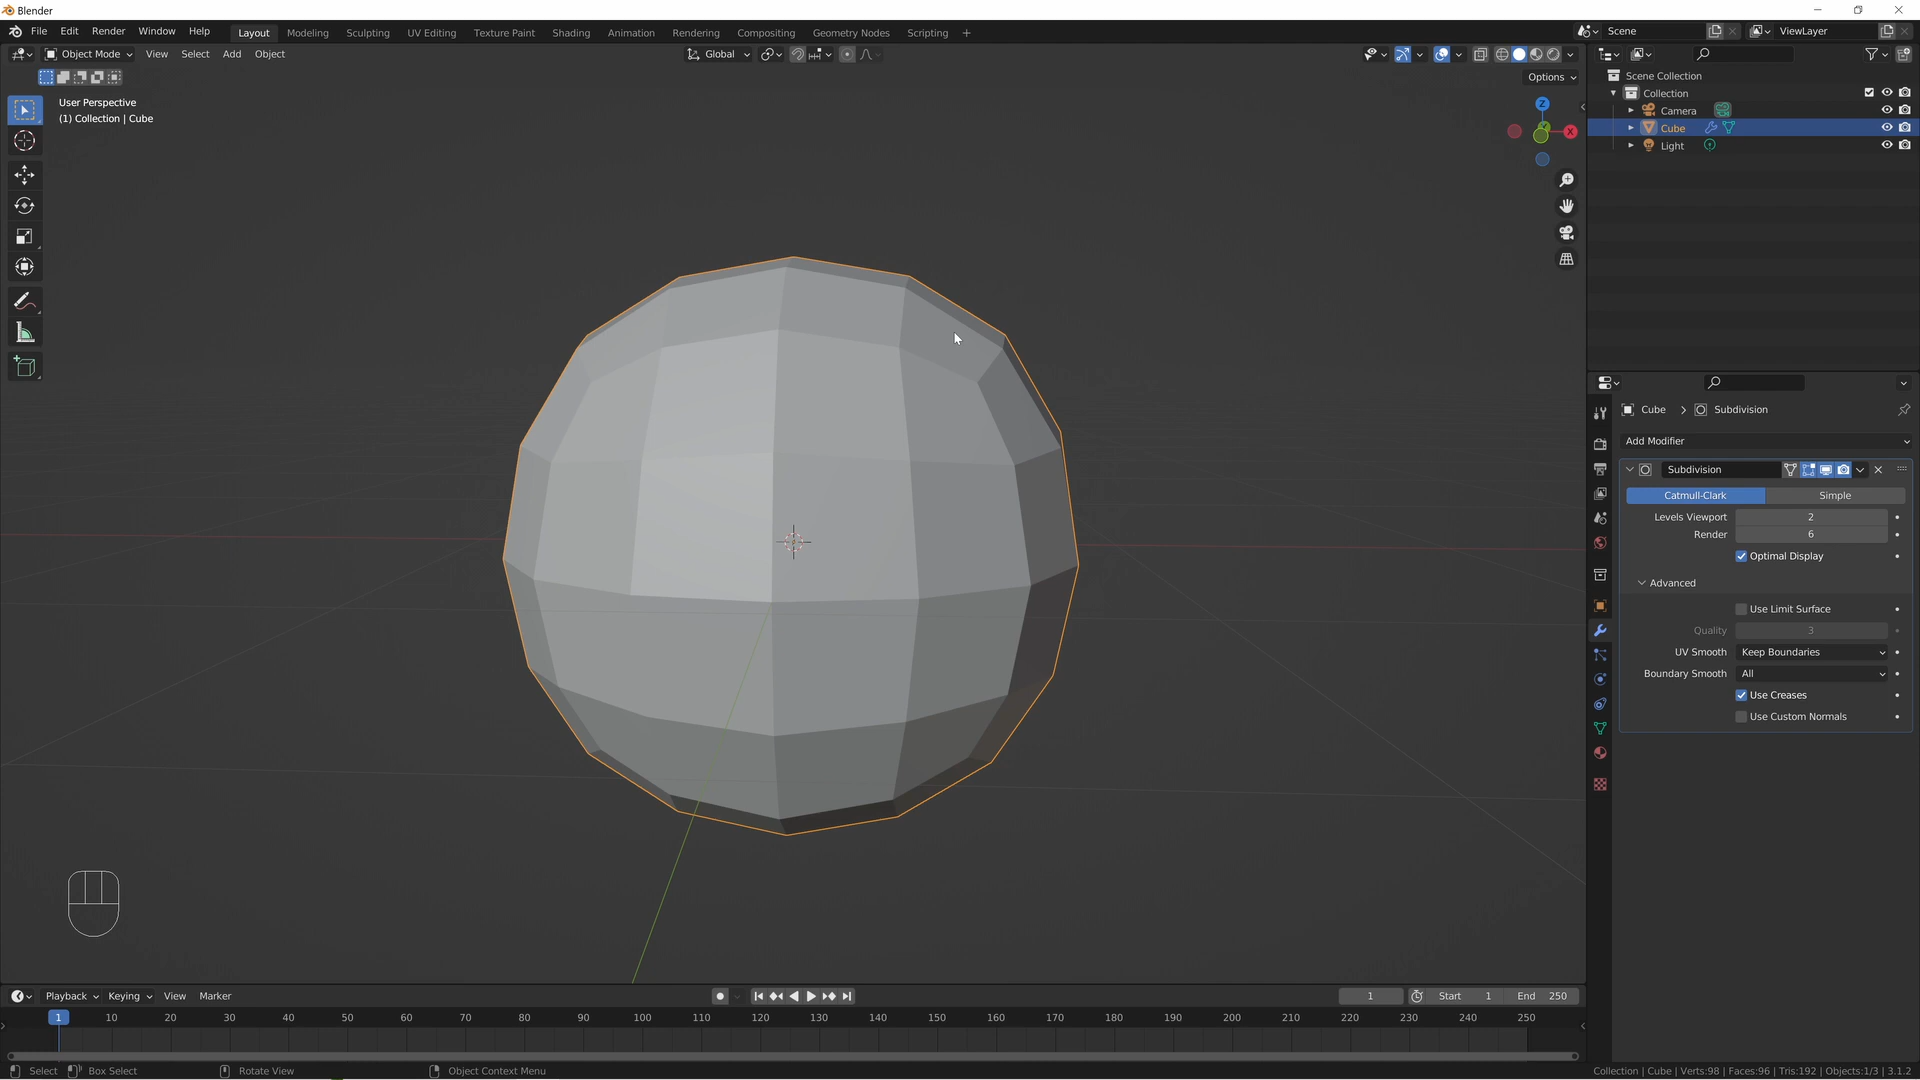 Blender
File Edit Render Window Help
Layout Modeling Sculpting UV Editing Texture Paint Shading Animation Rendering Compositing Geometry Nodes Scripting +
Scene
ViewLayer
Object Mode View Select Add Object
Global
Options
User Perspective
(1) Collection | Cube
Z
Y
X
Scene Collection
Collection
Camera
Cube
Light
Cube > Subdivision
Add Modifier
Subdivision
Catmull-Clark Simple
Levels Viewport 2
Render 6
Optimal Display
Advanced
Use Limit Surface
Quality 3
UV Smooth Keep Boundaries
Boundary Smooth All
Use Creases
Use Custom Normals
Playback Keying View Marker
1 Start 1 End 250
1 10 20 30 40 50 60 70 80 90 100 110 120 130 140 150 160 170 180 190 200 210 220 230 240 250
Select Box Select Rotate View Object Context Menu
Collection | Cube | Verts:98 | Faces:96 | Tris:192 | Objects:1/3 | 3.1.2